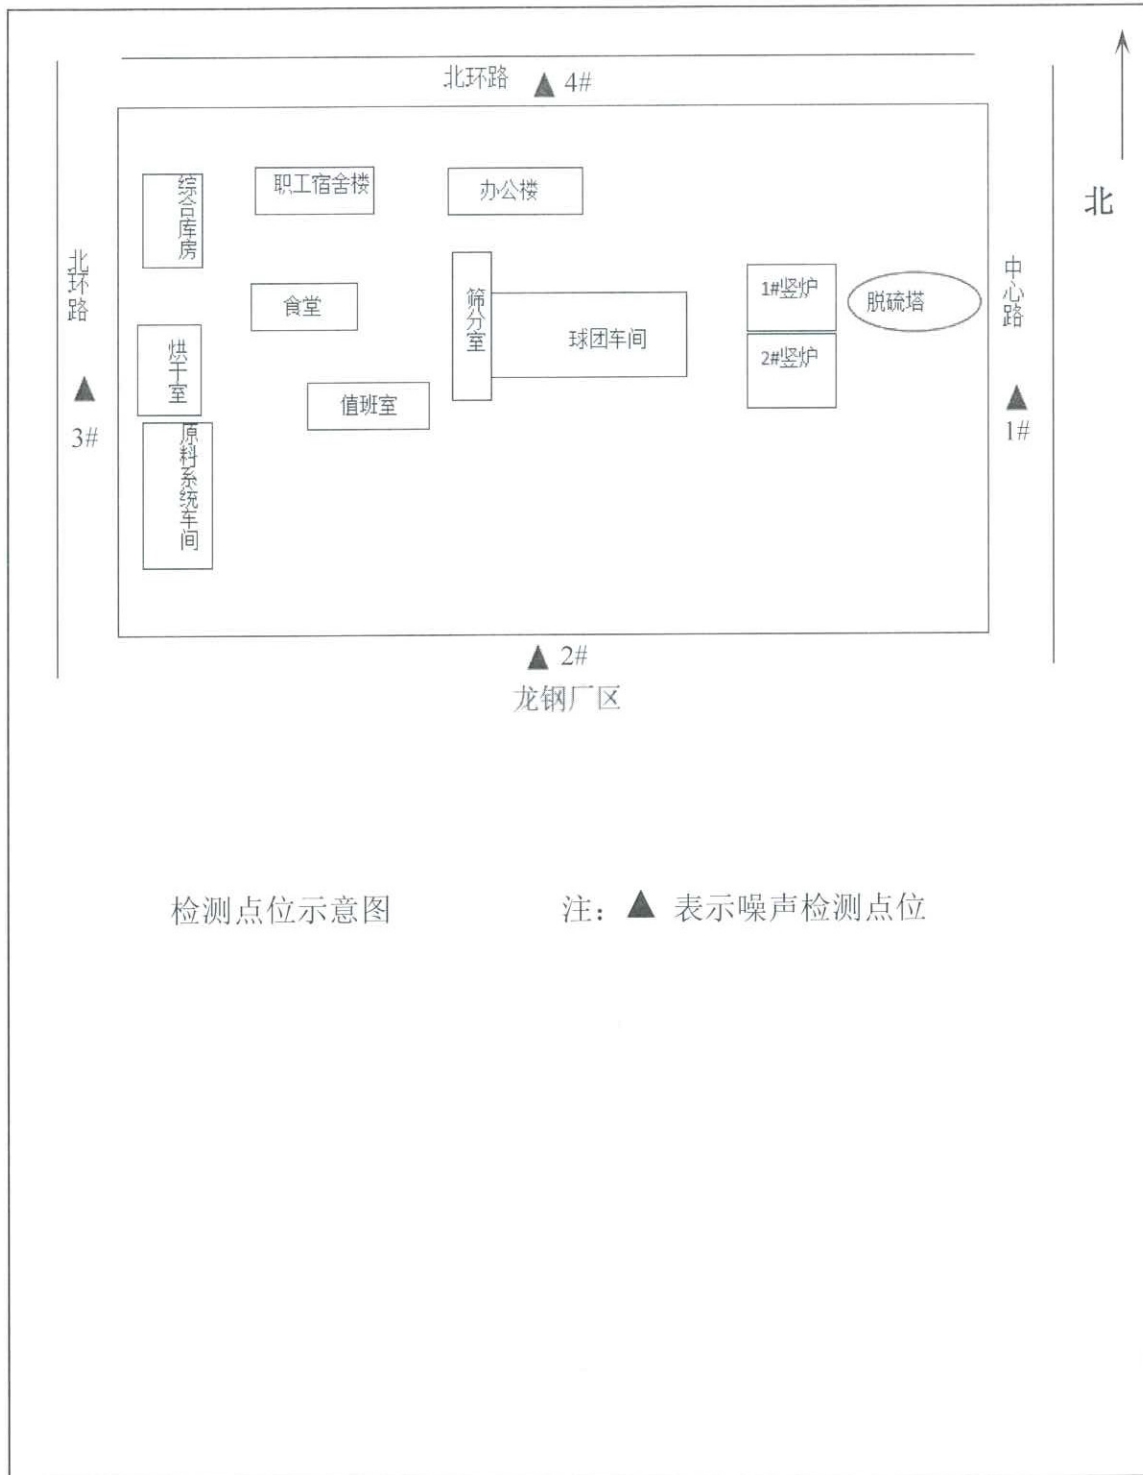 北环路 ▲ 4#
北
综合库房
职工宿舍楼
办公楼
北环路
食堂
筛分室
球团车间
1#竖炉
脱硫塔
中心路
烘干室
2#竖炉
值班室
▲
3#
▲
1#
原料系统车间
▲ 2#
龙钢厂区
检测点位示意图
注：▲ 表示噪声检测点位